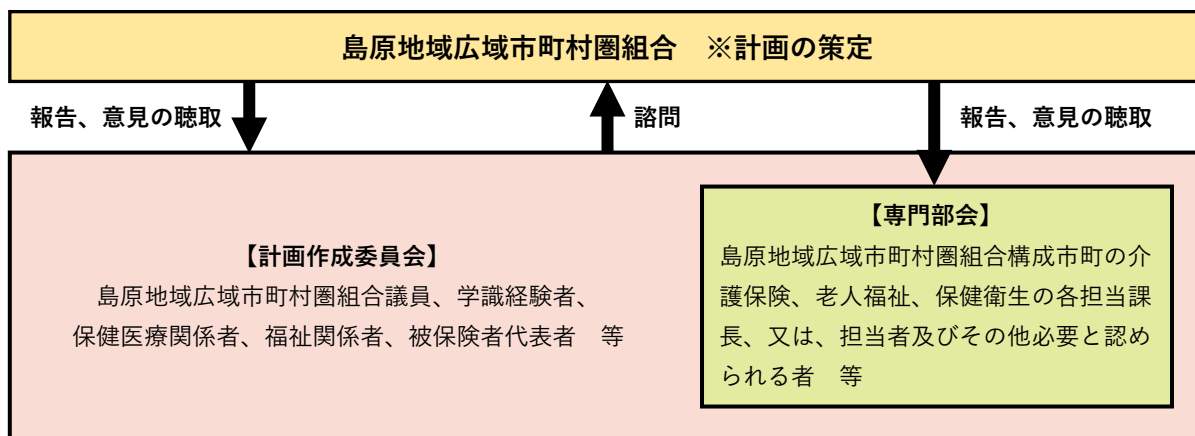 島原地域広域市町村圏組合　※計画の策定
報告、意見の聴取
諮問
報告、意見の聴取
【計画作成委員会】
島原地域広域市町村圏組合議員、学識経験者、
保健医療関係者、福祉関係者、被保険者代表者　等
【専門部会】
島原地域広域市町村圏組合構成市町の介
護保険、老人福祉、保健衛生の各担当課
長、又は、担当者及びその他必要と認め
られる者　等